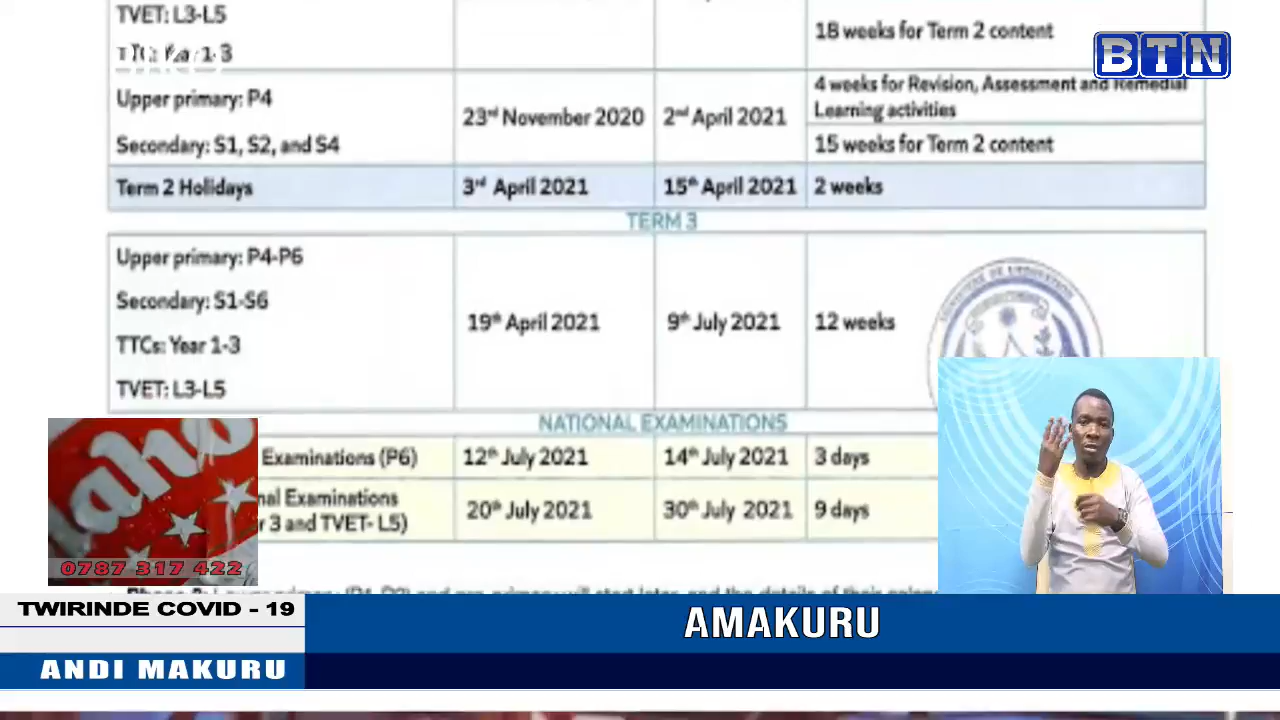 TVET: L3-L5
18 weeks for Term 2 content
BTN
4 weeks for Revision, Assessment and Remedial
Learning activities
Upper primary: P4
23rd November 2020
2nd April 2021
Secondary: S1, S2, and S4
15 weeks for Term 2 content
Term 2 Holidays
3rd April 2021
15th April 2021
2 weeks
TERM 3
Upper primary: P4-P6
Secondary: S1-S6
TTCs: Year 1-3
TVET: L3-L5
19th April 2021
9th July 2021
12 weeks
NATIONAL EXAMINATIONS
Examinations (P6)
12th July 2021
14th July 2021
3 days
Examinations
3 and TVET- L5)
20th July 2021
30th July 2021
9 days
0787 317 422
TWIRINDE COVID - 19
AMAKURU
ANDI MAKURU